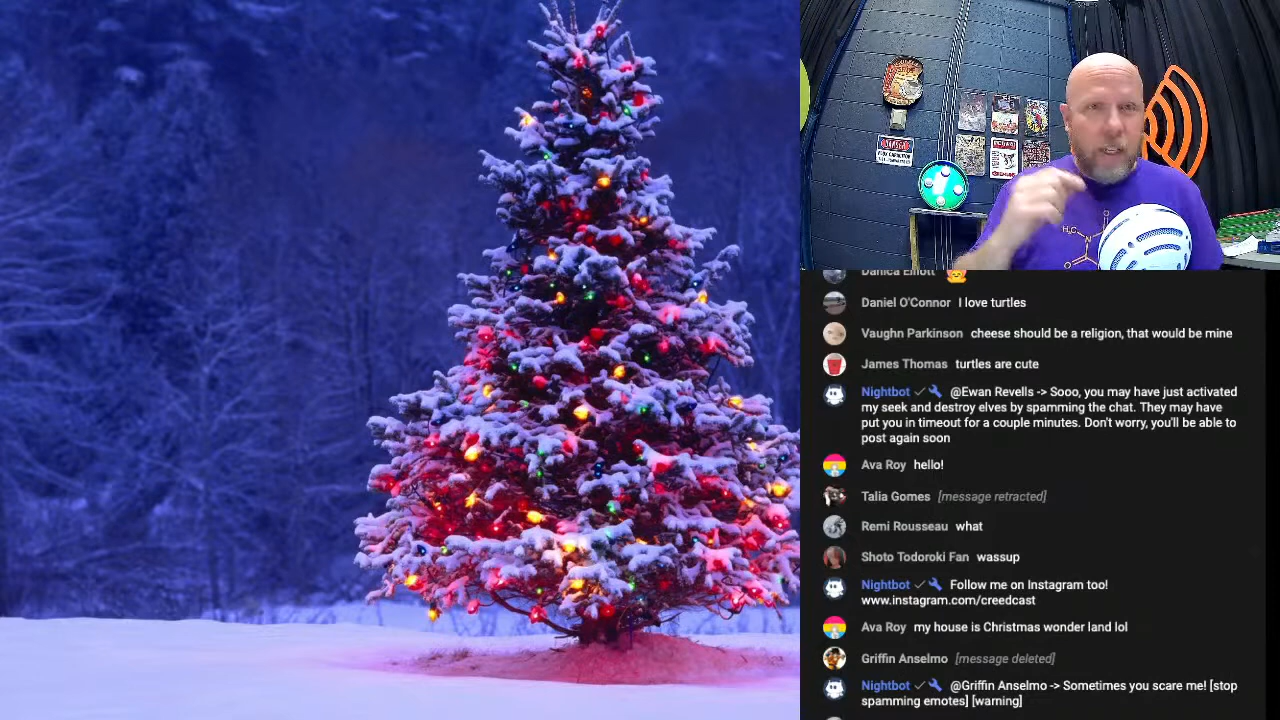 DANGER
H₃C
N
O
O
Danica Elliott
Daniel O'Connor I love turtles
Vaughn Parkinson cheese should be a religion, that would be mine
James Thomas turtles are cute
Nightbot @Ewan Revells -> Sooo, you may have just activated
my seek and destroy elves by spamming the chat. They may have
put you in timeout for a couple minutes. Don't worry, you'll be able to
post again soon
Ava Roy hello!
Talia Gomes [message retracted]
Remi Rousseau what
Shoto Todoroki Fan wassup
Nightbot Follow me on Instagram too!
www.instagram.com/creedcast
Ava Roy my house is Christmas wonder land lol
Griffin Anselmo [message deleted]
Nightbot @Griffin Anselmo -> Sometimes you scare me! [stop
spamming emotes] [warning]